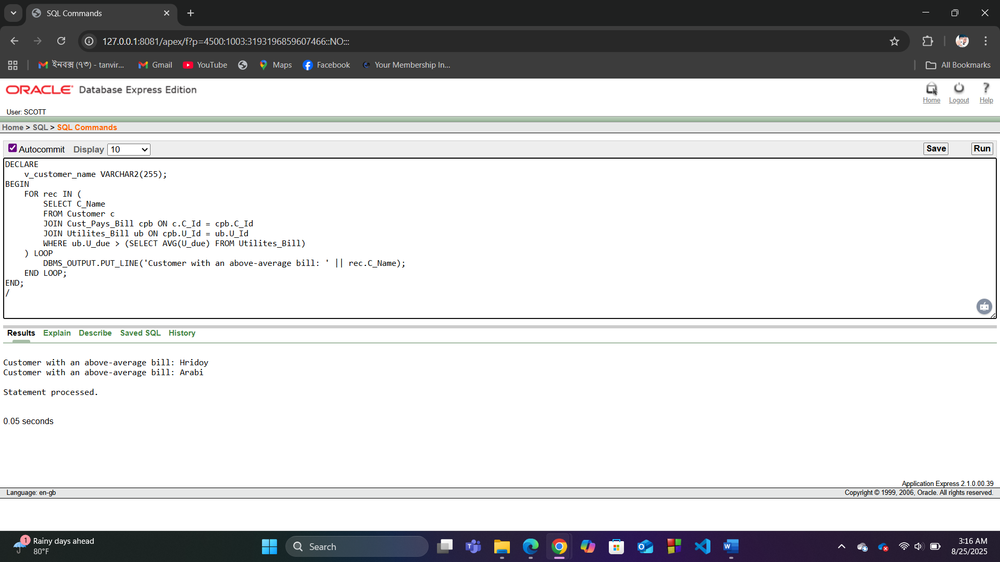 SQL Commands
127.0.0.1:8081/apex/f?p=4500:1003:3193196859607466::NO:::
ইনবক্স (৭৩) - tanvir...
Gmail
YouTube
Maps
Facebook
Your Membership In...
All Bookmarks
ORACLE Database Express Edition
Home
Logout
Help
User: SCOTT
Home > SQL > SQL Commands
Autocommit Display 10
Save
Run
DECLARE
    v_customer_name VARCHAR2(255);
BEGIN
    FOR rec IN (
        SELECT C_Name
        FROM Customer c
        JOIN Cust_Pays_Bill cpb ON c.C_Id = cpb.C_Id
        JOIN Utilites_Bill ub ON cpb.U_Id = ub.U_Id
        WHERE ub.U_due > (SELECT AVG(U_due) FROM Utilites_Bill)
    ) LOOP
        DBMS_OUTPUT.PUT_LINE('Customer with an above-average bill: ' || rec.C_Name);
    END LOOP;
END;
/
Results Explain Describe Saved SQL History
Customer with an above-average bill: Hridoy
Customer with an above-average bill: Arabi
Statement processed.
0.05 seconds
Application Express 2.1.0.00.39
Language: en-gb
Copyright © 1999, 2006, Oracle. All rights reserved.
1
Rainy days ahead
80°F
Search
3:16 AM
8/25/2025